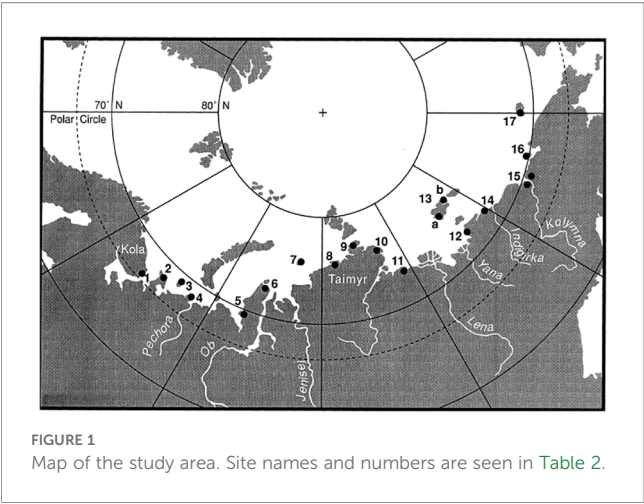 70° N
80° N
Polar Circle
17
16
15
b
13
a
14
12
Kolymna
Indigirka
Kola
1
2
3
4
5
6
7
8
9
10
11
Taimyr
Yana
Lena
Pechora
Ob
Jenisej
FIGURE 1
Map of the study area. Site names and numbers are seen in Table 2.